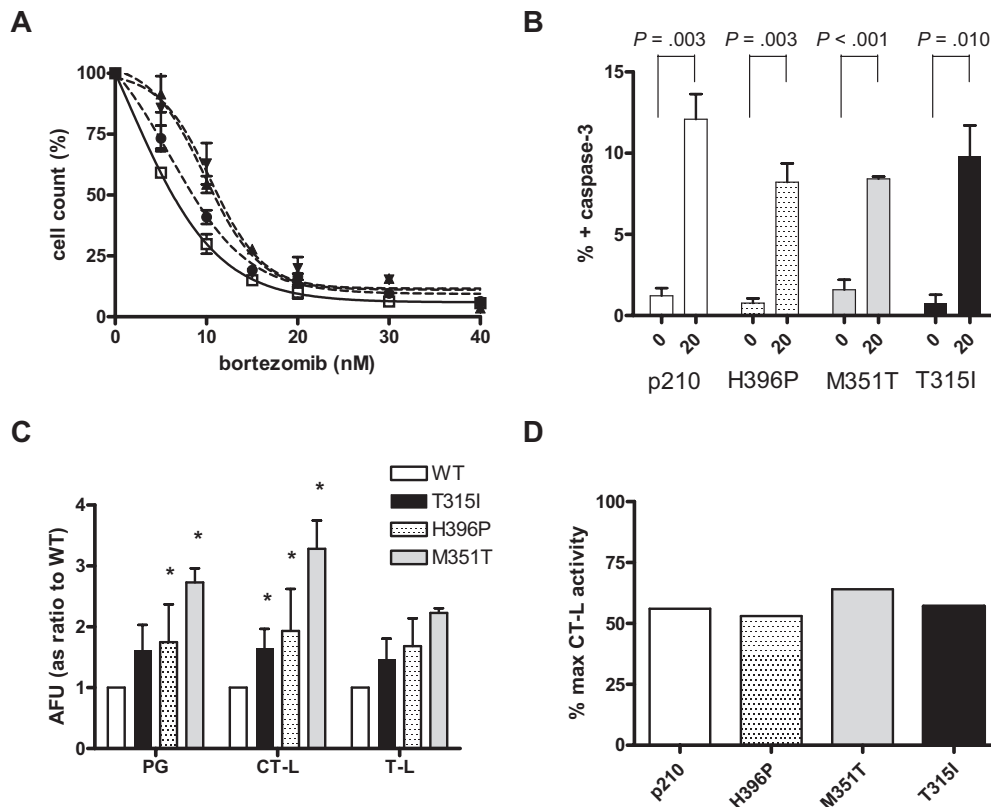 A
cell count (%)
100
75
50
25
0
0 10 20 30 40
bortezomib (nM)
B
P = .003 P = .003 P < .001 P = .010
% + caspase-3
15
10
5
0
0 20 0 20 0 20 0 20
p210 H396P M351T T315I
C
AFU (as ratio to WT)
4
3
2
1
0
* * * * *
PG CT-L T-L
WT
T315I
H396P
M351T
D
% max CT-L activity
100
75
50
25
0
p210 H396P M351T T315I